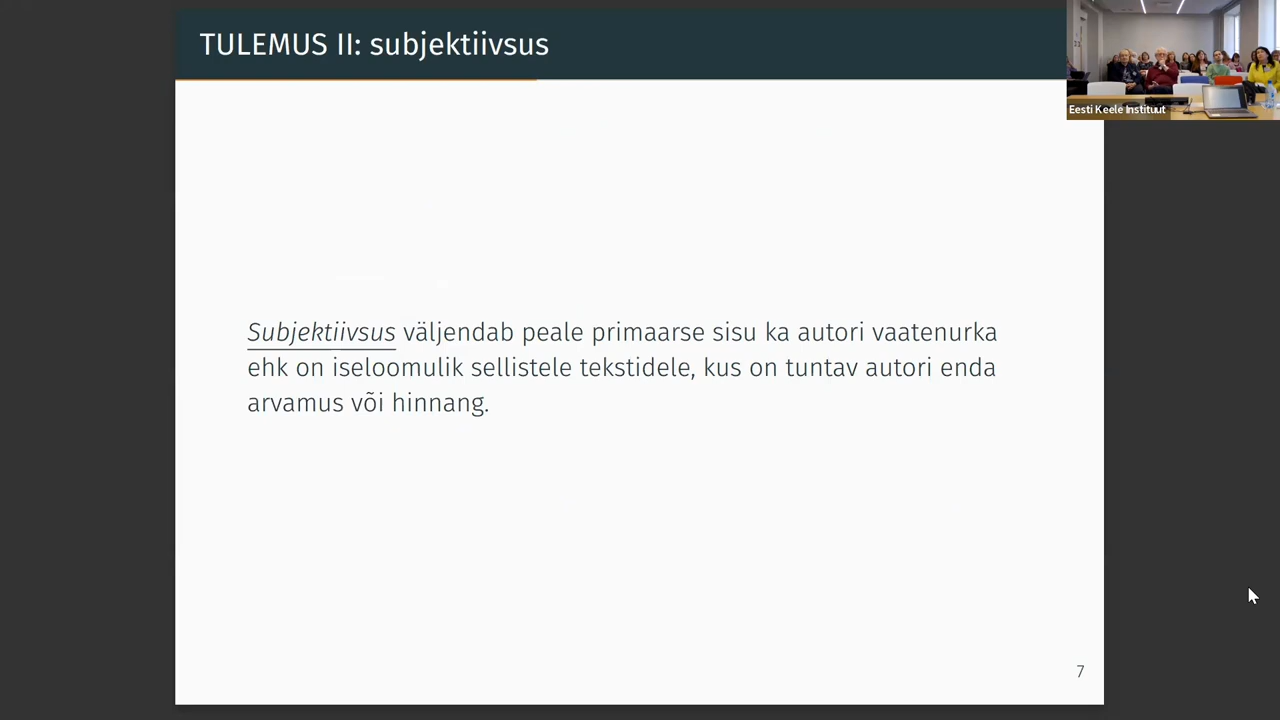 TULEMUS II: subjektiivsus
Eesti Keele Instituut
Subjektiivsus väljendab peale primaarse sisu ka autori vaatenurka
ehk on iseloomulik sellistele tekstidele, kus on tuntav autori enda
arvamus või hinnang.
7